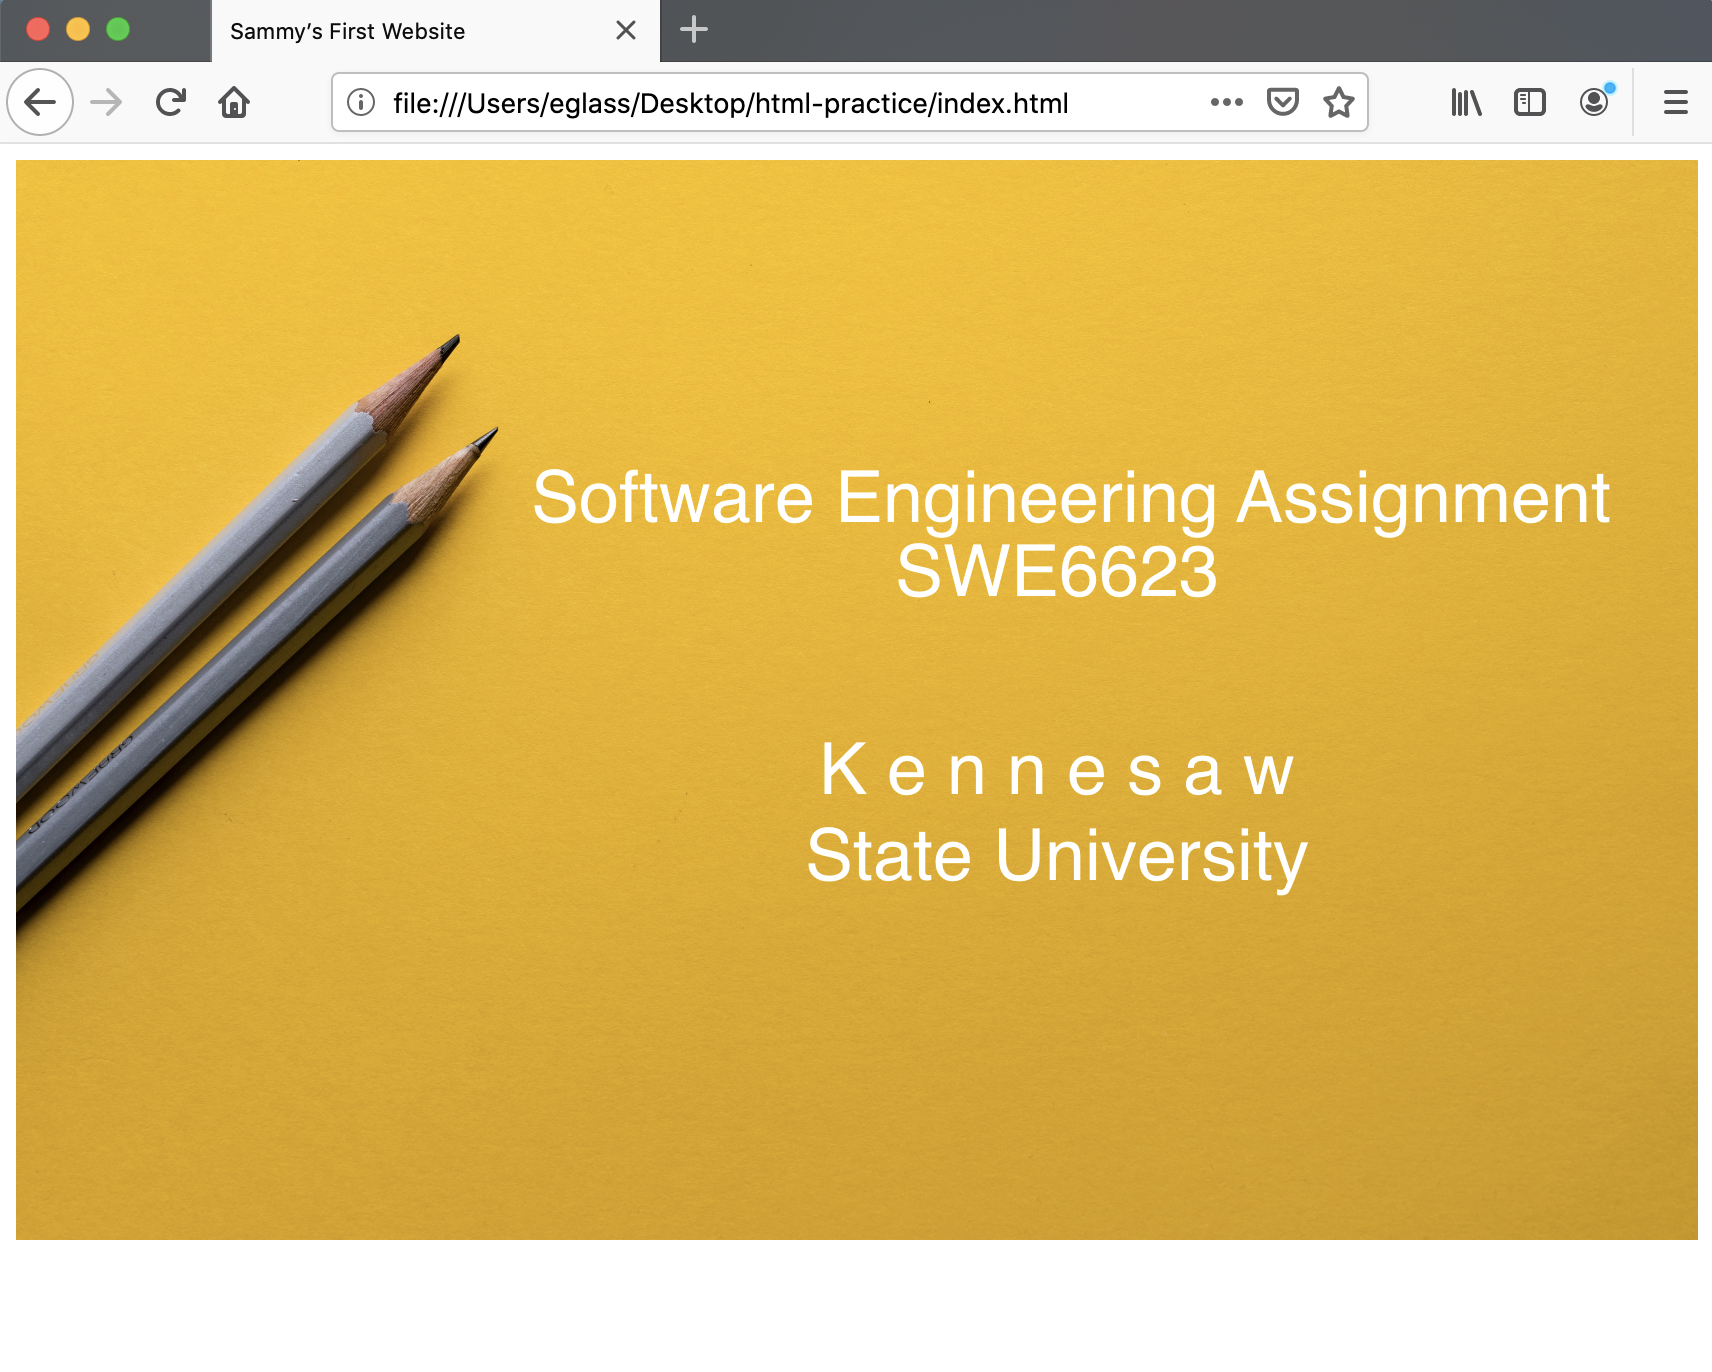 Sammy’s First Website
file:///Users/eglass/Desktop/html-practice/index.html
Software Engineering Assignment
SWE6623
K e n n e s a w
State University